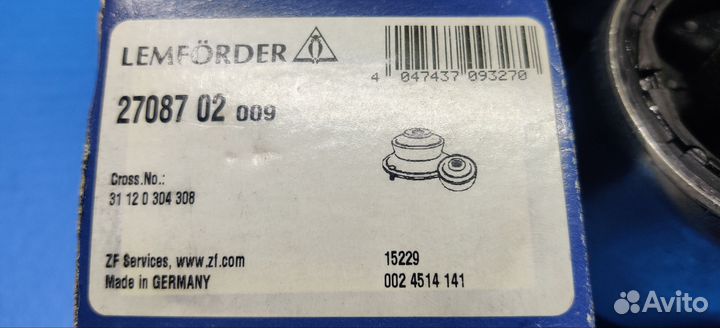 LEMFÖRDER
4 047437 093270
27087 02 009
Cross.No.:
31 12 0 304 308
ZF Services, www.zf.com
Made in GERMANY
15229
002 4514 141
Avito